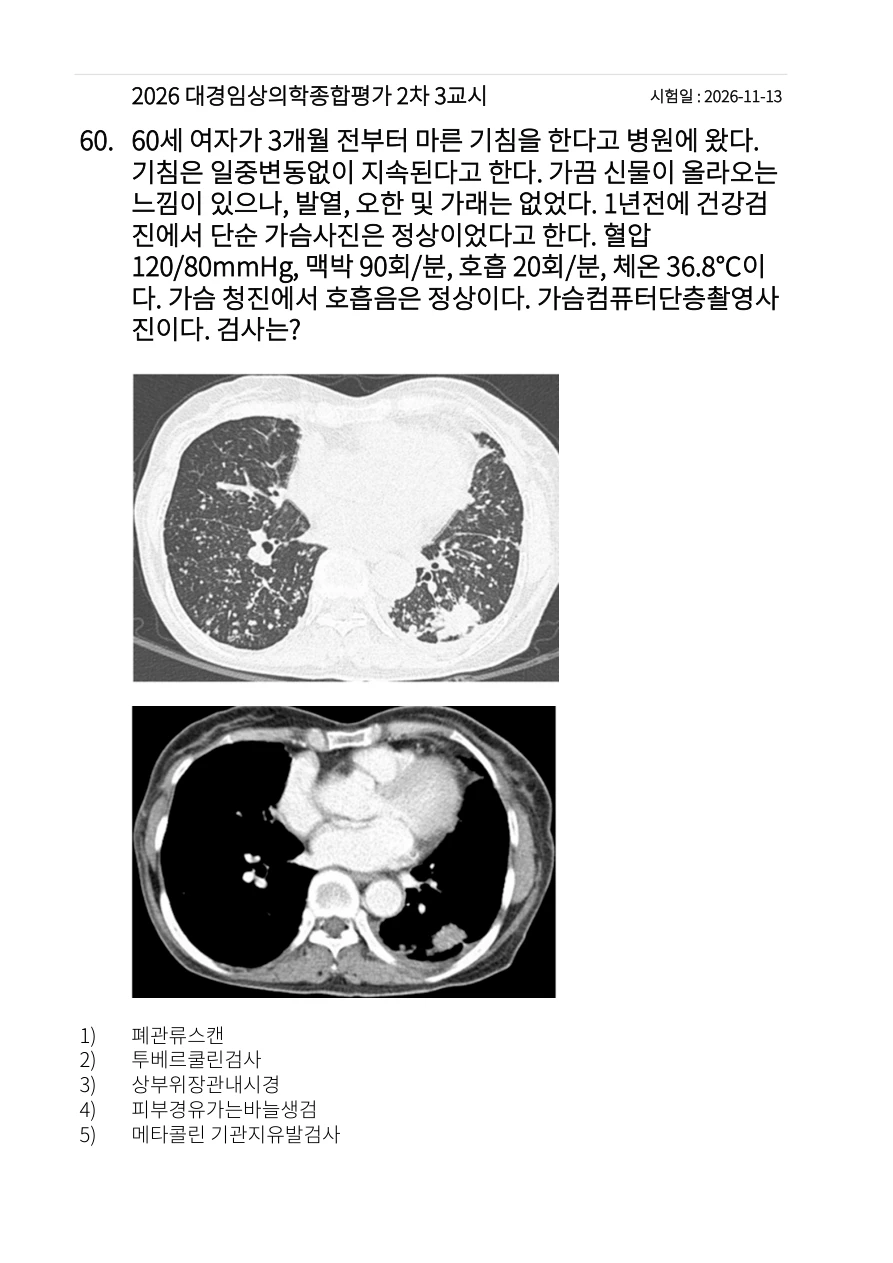 2026 대경임상의학종합평가 2차 3교시
시험일 : 2026-11-13
60. 60세 여자가 3개월 전부터 마른 기침을 한다고 병원에 왔다.
기침은 일중변동없이 지속된다고 한다. 가끔 신물이 올라오는
느낌이 있으나, 발열, 오한 및 가래는 없었다. 1년전에 건강검
진에서 단순 가슴사진은 정상이었다고 한다. 혈압
120/80mmHg, 맥박 90회/분, 호흡 20회/분, 체온 36.8℃이
다. 가슴 청진에서 호흡음은 정상이다. 가슴컴퓨터단층촬영사
진이다. 검사는?
1) 폐관류스캔
2) 투베르쿨린검사
3) 상부위장관내시경
4) 피부경유가는바늘생검
5) 메타콜린 기관지유발검사